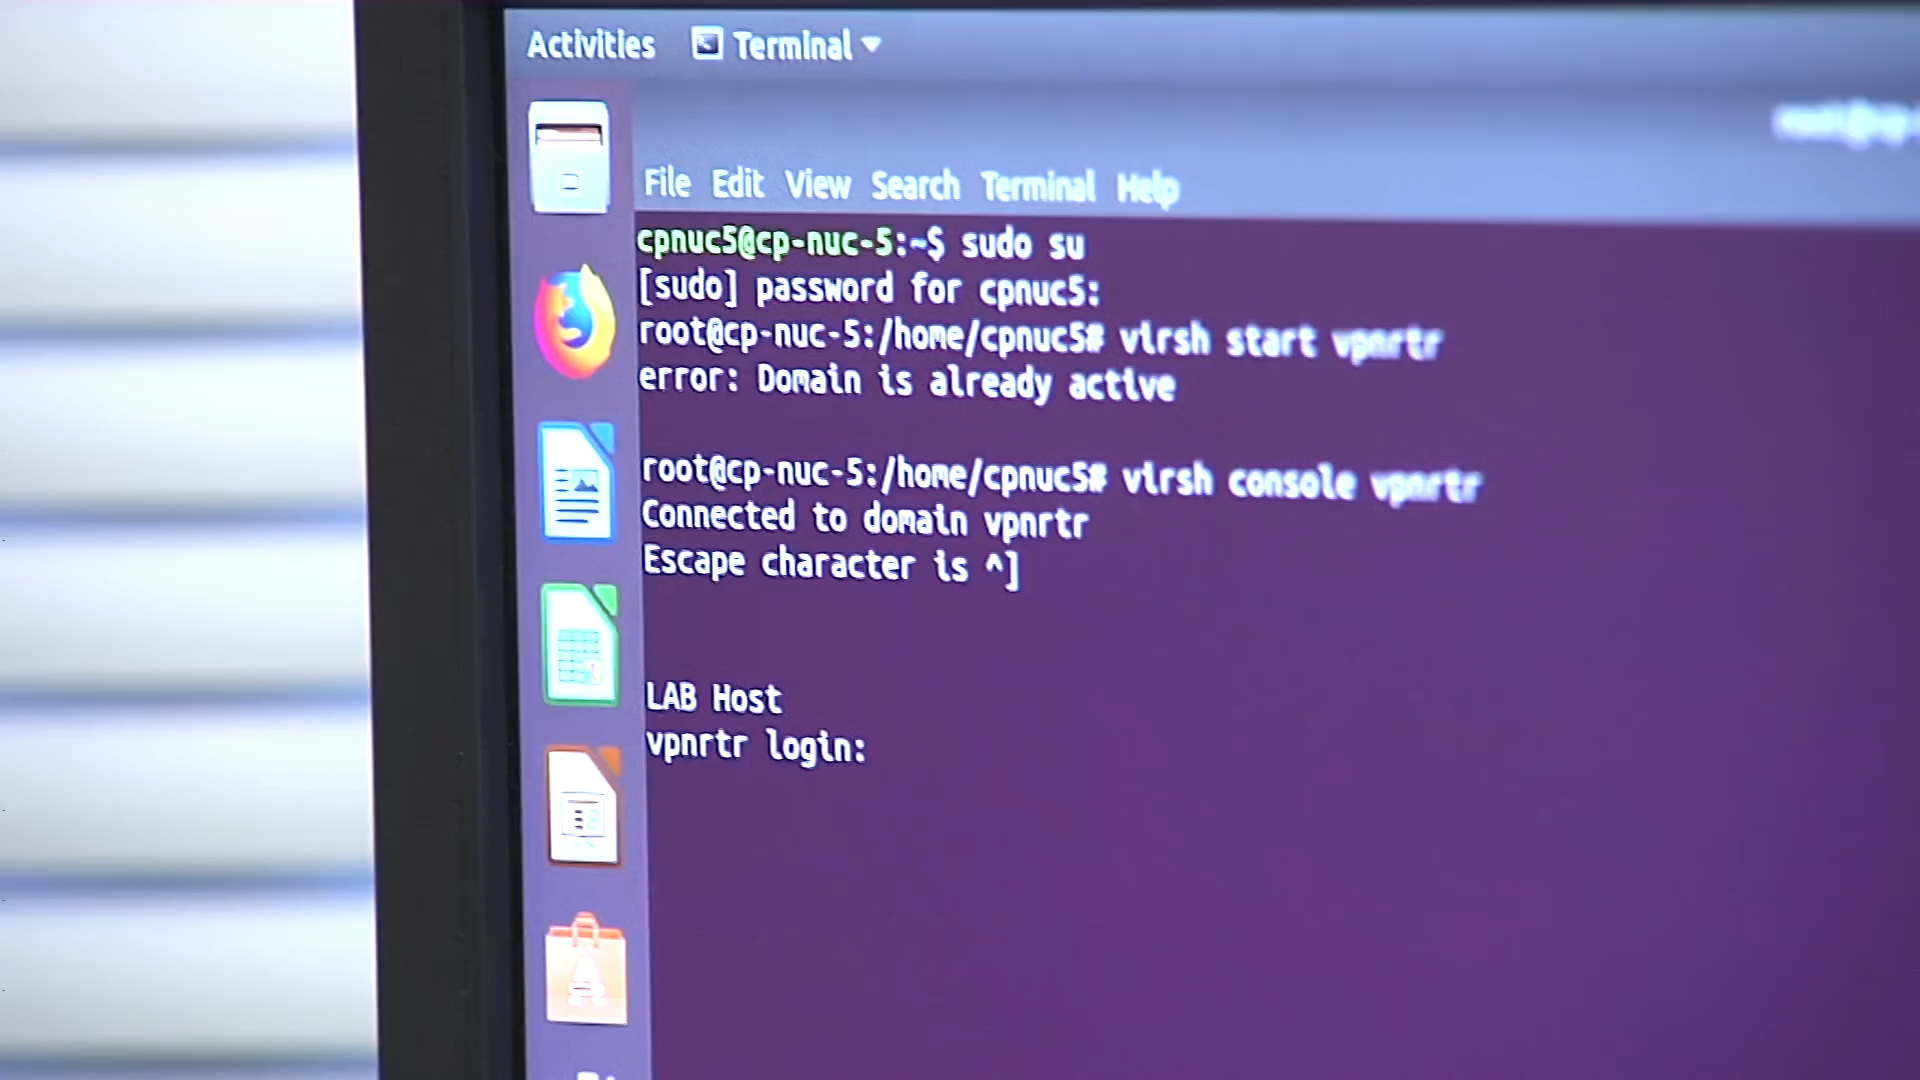 Activities Terminal
File Edit View Search Terminal Help
cpnuc5@cp-nuc-5:~$ sudo su
[sudo] password for cpnuc5:
root@cp-nuc-5:/home/cpnuc5# virsh start vpnrtr
error: Domain is already active
root@cp-nuc-5:/home/cpnuc5# virsh console vpnrtr
Connected to domain vpnrtr
Escape character is ^]
LAB Host
vpnrtr login: